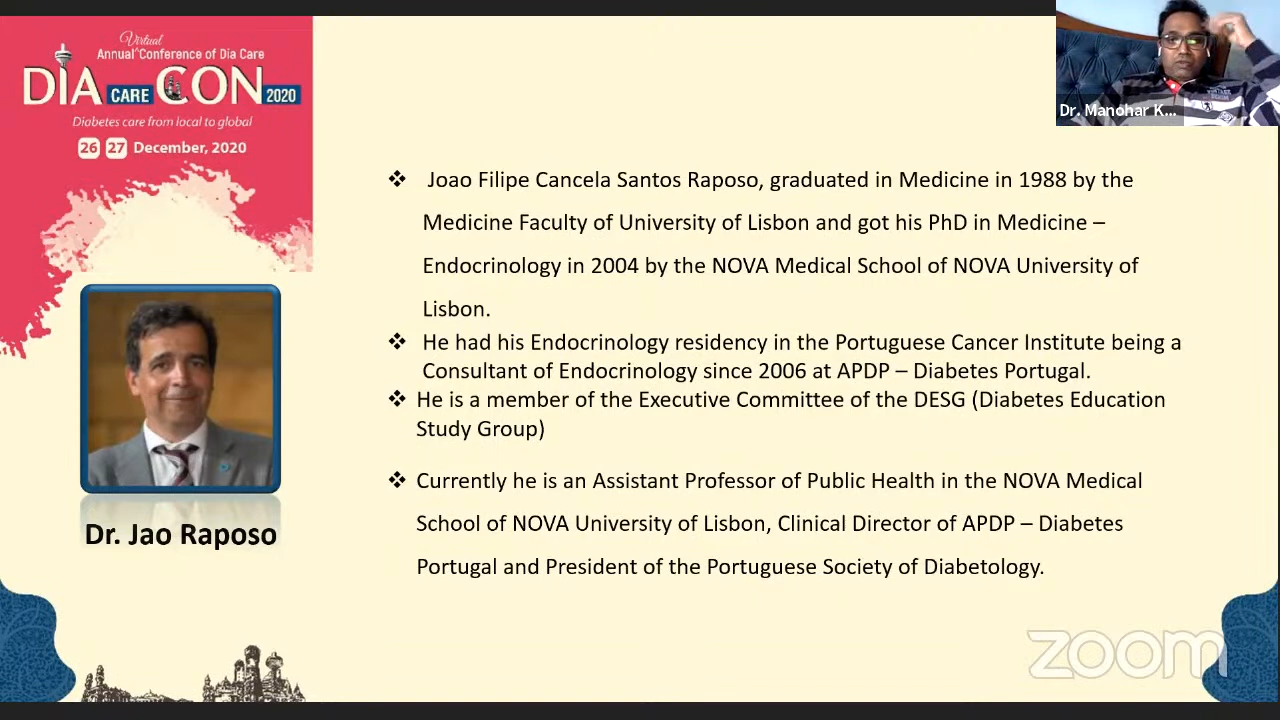 Virtual
Annual Conference of Dia Care
DIA CARE CON 2020
Diabetes care from local to global
26 27 December, 2020
Dr. Manohar K...
❖ Joao Filipe Cancela Santos Raposo, graduated in Medicine in 1988 by the
Medicine Faculty of University of Lisbon and got his PhD in Medicine –
Endocrinology in 2004 by the NOVA Medical School of NOVA University of
Lisbon.
❖ He had his Endocrinology residency in the Portuguese Cancer Institute being a
Consultant of Endocrinology since 2006 at APDP – Diabetes Portugal.
❖ He is a member of the Executive Committee of the DESG (Diabetes Education
Study Group)
❖ Currently he is an Assistant Professor of Public Health in the NOVA Medical
School of NOVA University of Lisbon, Clinical Director of APDP – Diabetes
Portugal and President of the Portuguese Society of Diabetology.
Dr. Jao Raposo
zoom